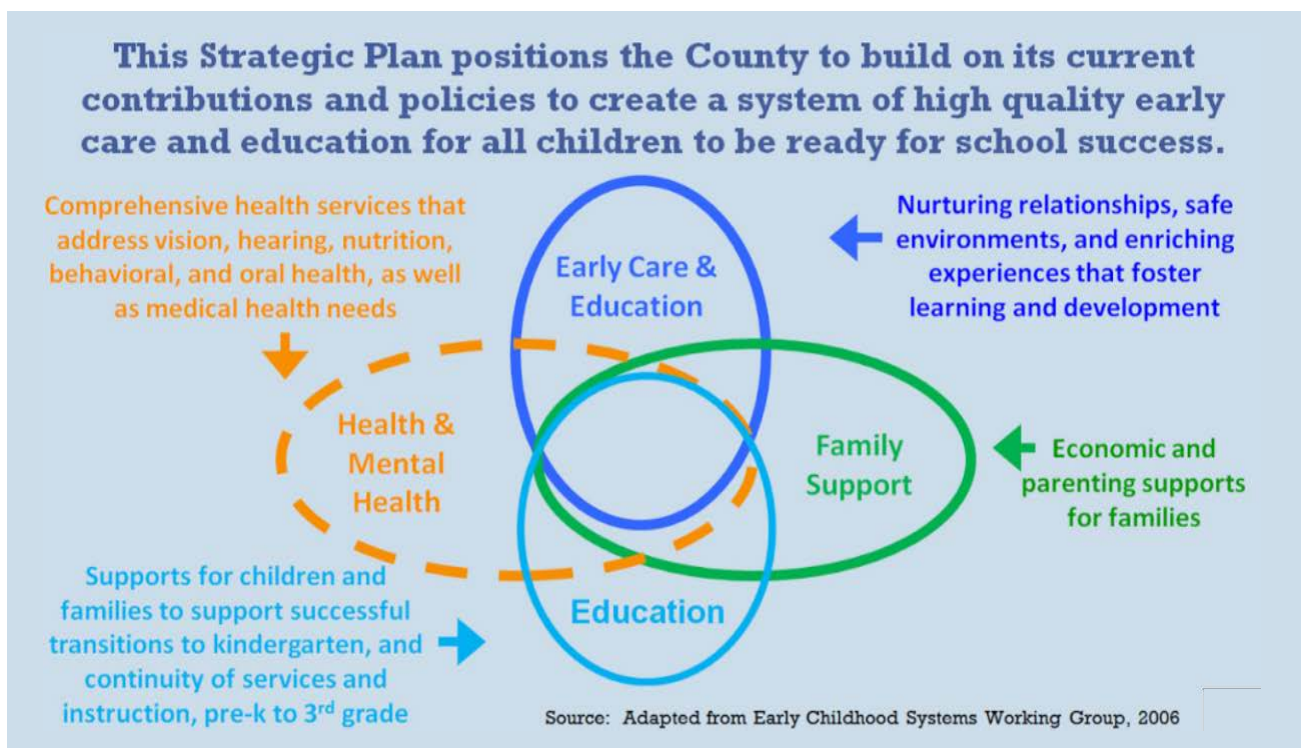 This Strategic Plan positions the County to build on its current
contributions and policies to create a system of high quality early
care and education for all children to be ready for school success.
Comprehensive health services that
address vision, hearing, nutrition,
behavioral, and oral health, as well
as medical health needs
Nurturing relationships, safe
environments, and enriching
experiences that foster
learning and development
Early Care &
Education
Health &
Mental
Health
Family
Support
Economic and
parenting supports
for families
Supports for children and
families to support successful
transitions to kindergarten, and
continuity of services and
instruction, pre-k to 3rd grade
Education
Source: Adapted from Early Childhood Systems Working Group, 2006